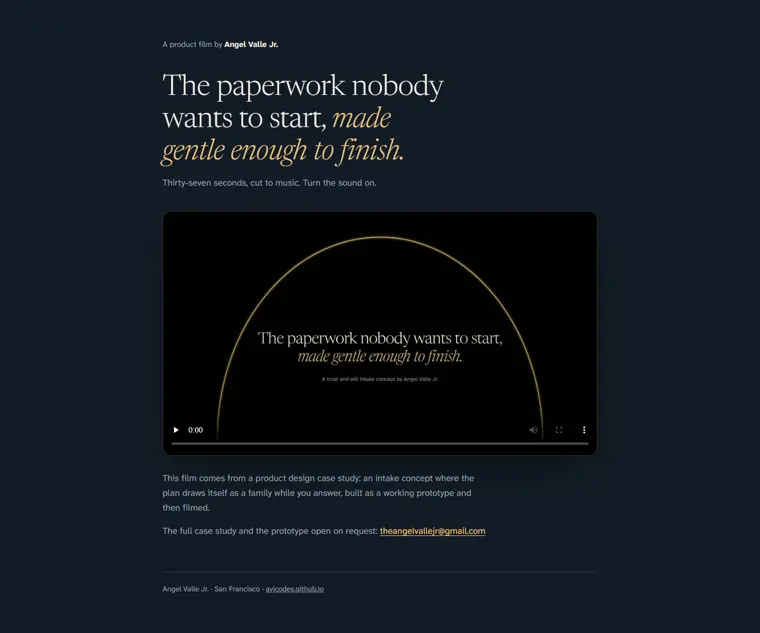 A product film by Angel Valle Jr.
The paperwork nobody
wants to start, made
gentle enough to finish.
Thirty-seven seconds, cut to music. Turn the sound on.
The paperwork nobody wants to start,
made gentle enough to finish.
A trust and will intake concept by Angel Valle Jr.
0:00
This film comes from a product design case study: an intake concept where the
plan draws itself as a family while you answer, built as a working prototype and
then filmed.
The full case study and the prototype open on request: theangelvallejr@gmail.com
Angel Valle Jr. · San Francisco · avjcodes.github.io